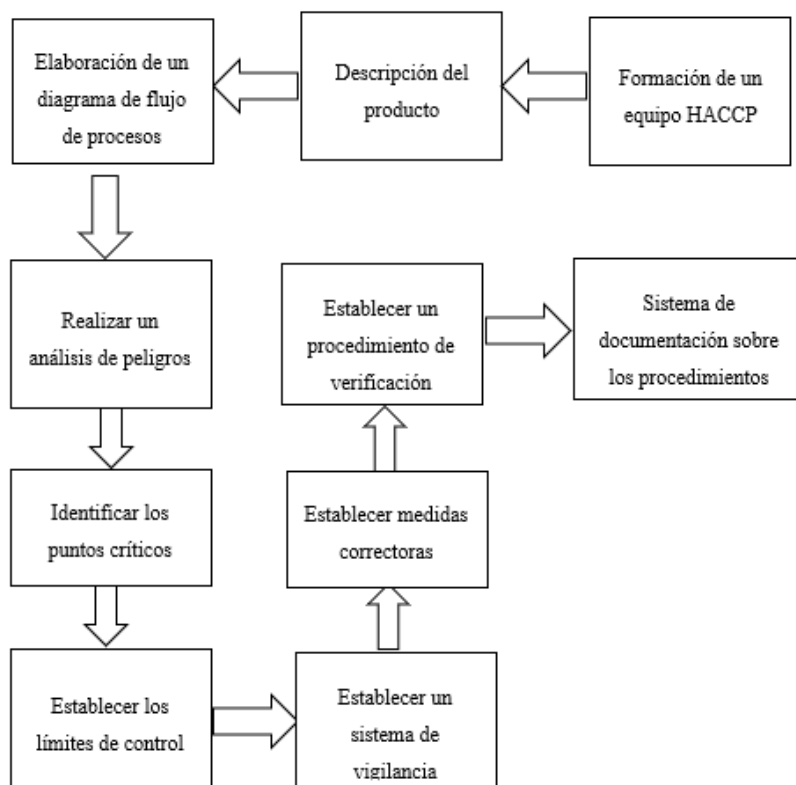 Elaboración de un
diagrama de flujo
de procesos
Descripción del
producto
Formación de un
equipo HACCP
Realizar un
análisis de peligros
Establecer un
procedimiento de
verificación
Sistema de
documentación sobre
los procedimientos
Identificar los
puntos críticos
Establecer medidas
correctoras
Establecer los
límites de control
Establecer un
sistema de
vigilancia